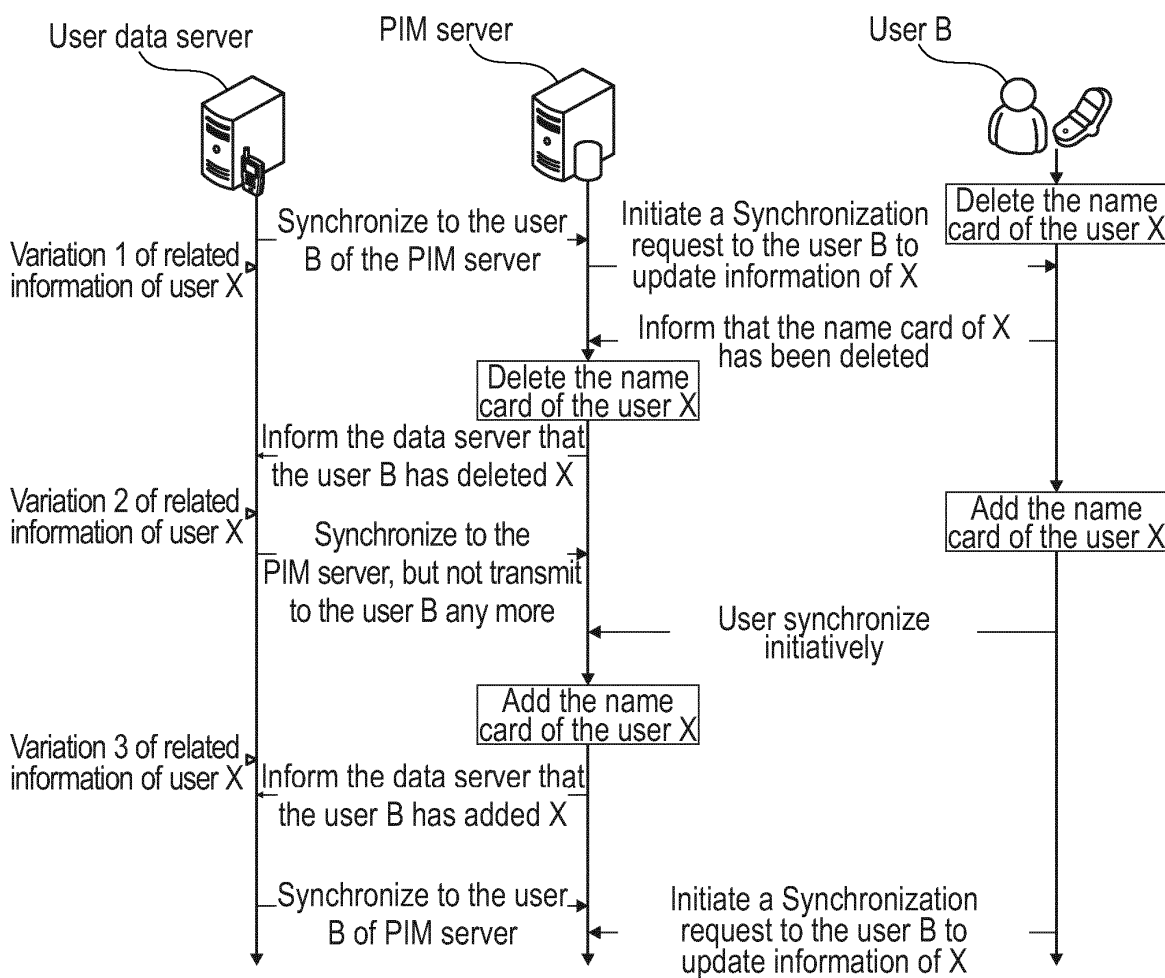 User data server
PIM server
User B
Delete the name
card of the user X
Synchronize to the user
B of the PIM server
Initiate a Synchronization
request to the user B to
update information of X
Variation 1 of related
information of user X
Inform that the name card of X
has been deleted
Delete the name
card of the user X
Inform the data server that
the user B has deleted X
Variation 2 of related
information of user X
Add the name
card of the user X
Synchronize to the
PIM server, but not transmit
to the user B any more
User synchronize
initiatively
Add the name
card of the user X
Variation 3 of related
information of user X
Inform the data server that
the user B has added X
Synchronize to the user
B of PIM server
Initiate a Synchronization
request to the user B to
update information of X